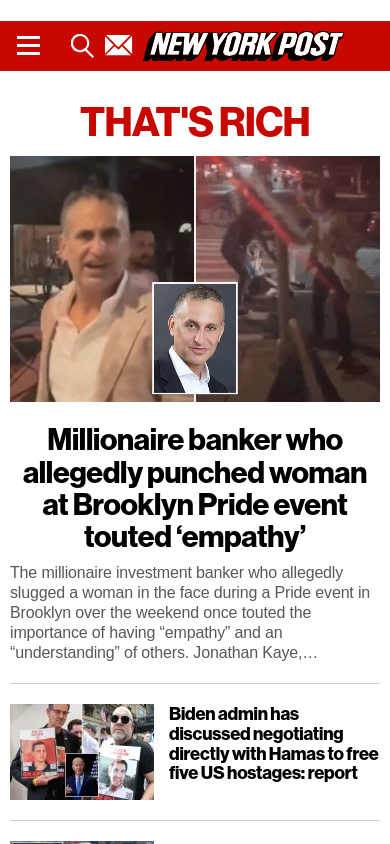 NEW YORK POST
THAT'S RICH
Millionaire banker who
allegedly punched woman
at Brooklyn Pride event
touted ‘empathy’
The millionaire investment banker who allegedly
slugged a woman in the face during a Pride event in
Brooklyn over the weekend once touted the
importance of having “empathy” and an
“understanding” of others. Jonathan Kaye,…
Biden admin has
discussed negotiating
directly with Hamas to free
five US hostages: report